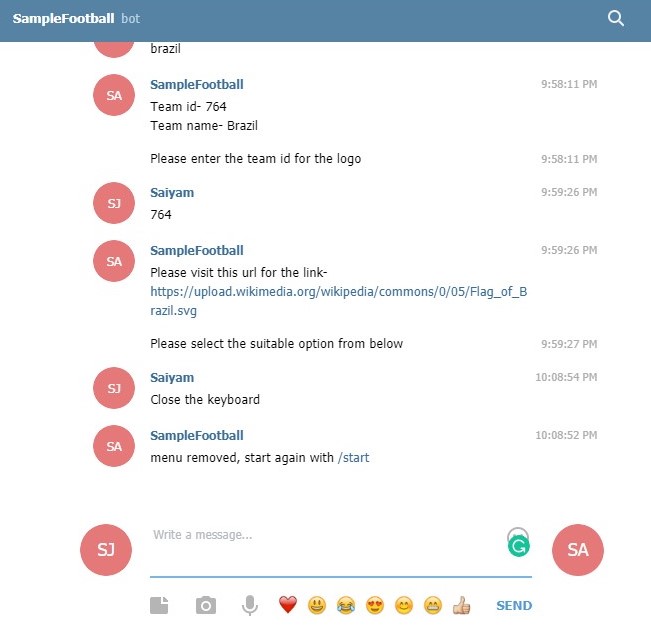 SampleFootball bot
brazil
SampleFootball 9:58:11 PM
SA
Team id- 764
Team name- Brazil
Please enter the team id for the logo 9:58:11 PM
Saiyam 9:59:26 PM
SJ
764
SampleFootball 9:59:26 PM
SA
Please visit this url for the link-
https://upload.wikimedia.org/wikipedia/commons/0/05/Flag_of_B
razil.svg
Please select the suitable option from below 9:59:27 PM
Saiyam 10:08:54 PM
SJ
Close the keyboard
SampleFootball 10:08:52 PM
SA
menu removed, start again with /start
Write a message...
SJ
SA
SEND